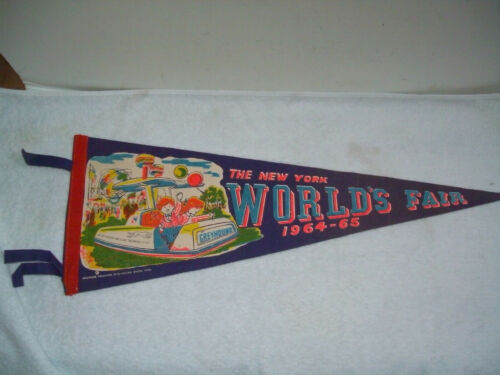 THE NEW YORK
WORLD'S FAIR
1964-65
GREYHOUND